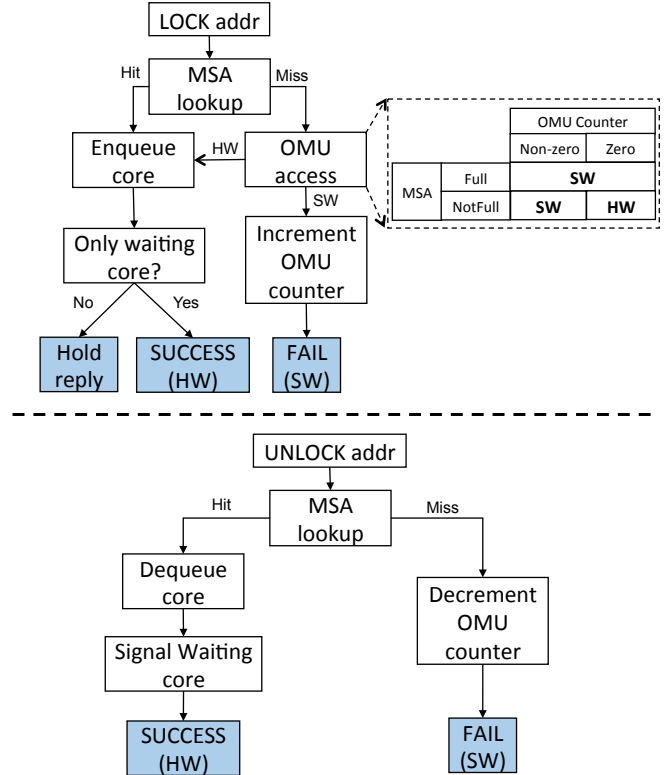 LOCK addr
Hit
Miss
MSA
lookup
Enqueue
core
HW
OMU
access
OMU Counter
Non-zero
Zero
MSA
Full
SW
NotFull
SW
HW
SW
Only waiting
core?
Increment
OMU
counter
No
Yes
Hold
reply
SUCCESS
(HW)
FAIL
(SW)
UNLOCK addr
Hit
Miss
MSA
lookup
Dequeue
core
Decrement
OMU
counter
Signal Waiting
core
SUCCESS
(HW)
FAIL
(SW)